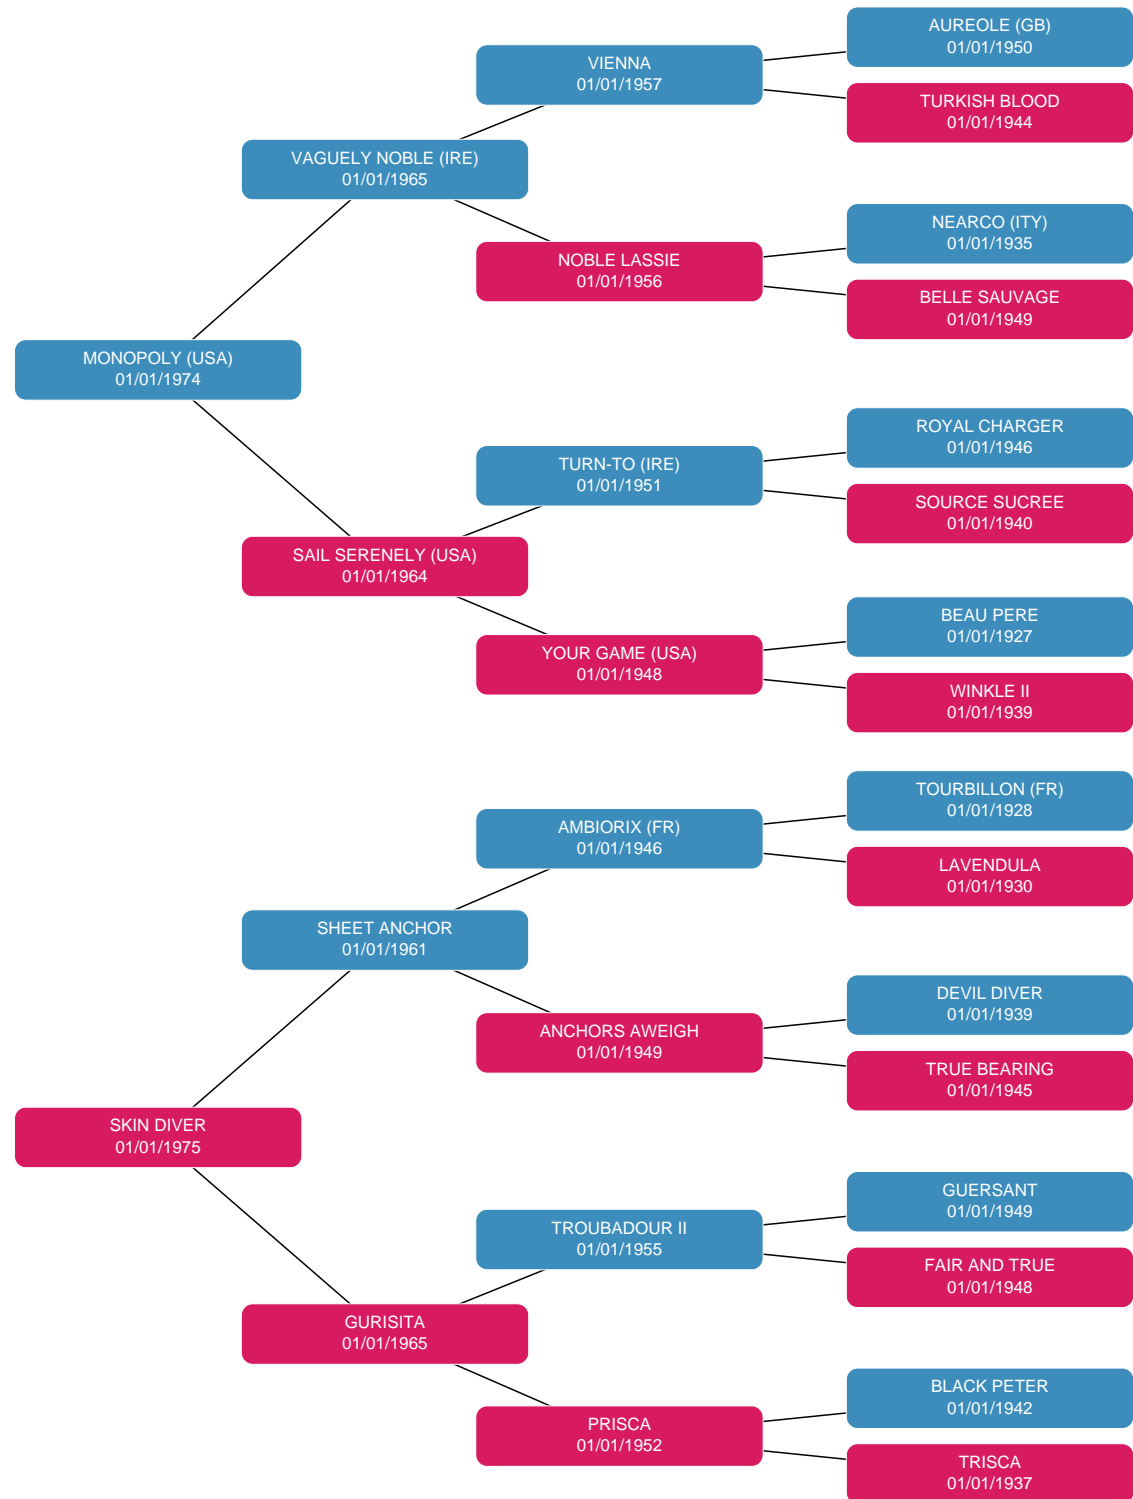 AUREOLE (GB)
01/01/1950
VIENNA
01/01/1957
TURKISH BLOOD
01/01/1944
VAGUELY NOBLE (IRE)
01/01/1965
NEARCO (ITY)
01/01/1935
NOBLE LASSIE
01/01/1956
BELLE SAUVAGE
01/01/1949
MONOPOLY (USA)
01/01/1974
ROYAL CHARGER
01/01/1946
TURN-TO (IRE)
01/01/1951
SOURCE SUCREE
01/01/1940
SAIL SERENELY (USA)
01/01/1964
BEAU PERE
01/01/1927
YOUR GAME (USA)
01/01/1948
WINKLE II
01/01/1939
TOURBILLON (FR)
01/01/1928
AMBIORIX (FR)
01/01/1946
LAVENDULA
01/01/1930
SHEET ANCHOR
01/01/1961
DEVIL DIVER
01/01/1939
ANCHORS AWEIGH
01/01/1949
TRUE BEARING
01/01/1945
SKIN DIVER
01/01/1975
GUERSANT
01/01/1949
TROUBADOUR II
01/01/1955
FAIR AND TRUE
01/01/1948
GURISITA
01/01/1965
BLACK PETER
01/01/1942
PRISCA
01/01/1952
TRISCA
01/01/1937